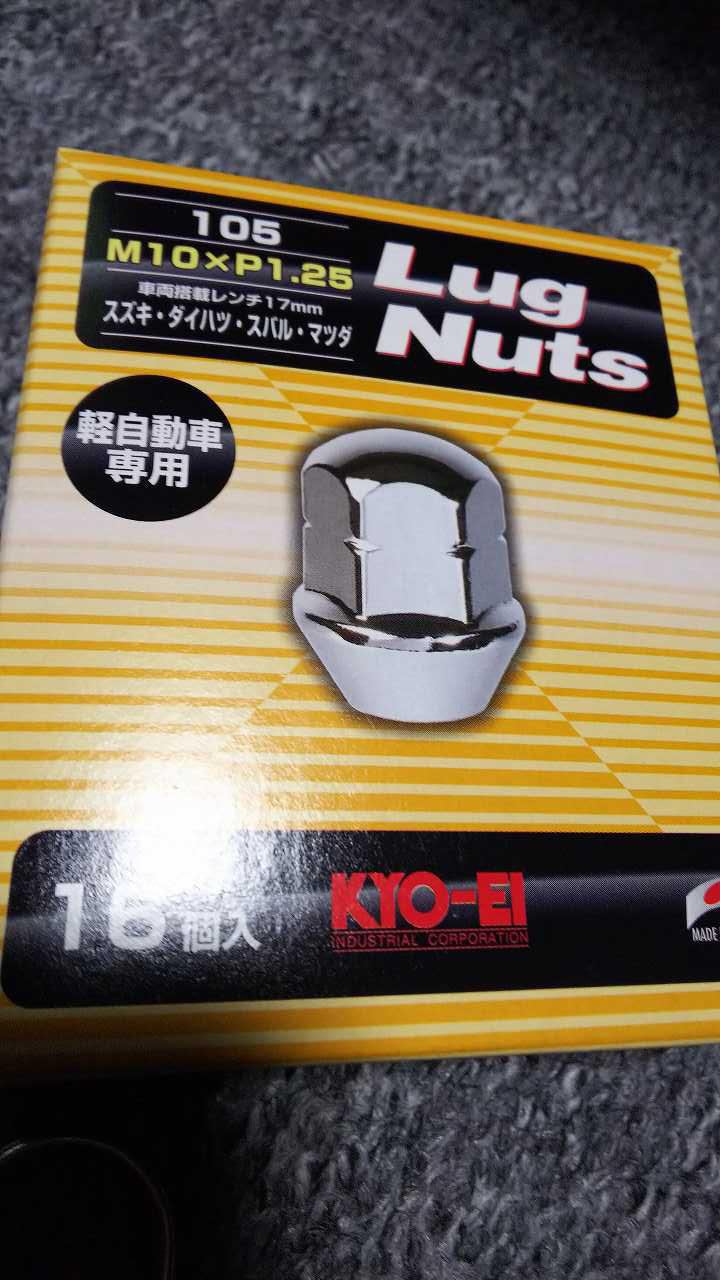 105
M10×P1.25
車両搭載レンチ17mm
スズキ・ダイハツ・スバル・マツダ
Lug
Nuts
軽自動車
専用
16個入
KYO-EI
INDUSTRIAL CORPORATION
MADE